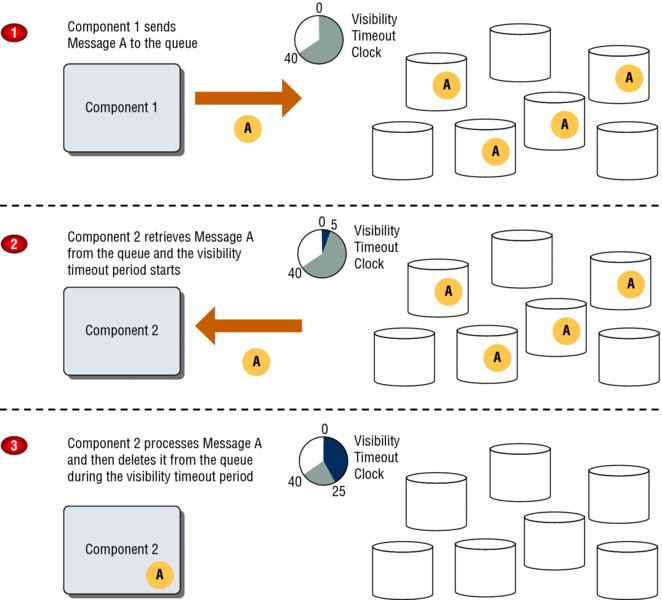 1
Component 1 sends
Message A to the queue
0
40
Visibility
Timeout
Clock
Component 1
A
A
A
A
A
2
Component 2 retrieves Message A
from the queue and the visibility
timeout period starts
0 5
40
Visibility
Timeout
Clock
Component 2
A
A
A
A
A
3
Component 2 processes Message A
and then deletes it from the queue
during the visibility timeout period
0
40
25
Visibility
Timeout
Clock
Component 2
A